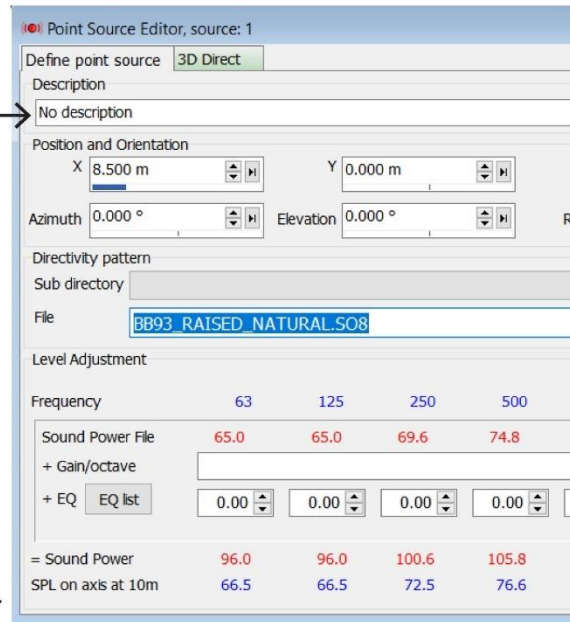 Point Source Editor, source: 1
Define point source 3D Direct
Description
No description
Position and Orientation
X 8.500 m Y 0.000 m
Azimuth 0.000 ° Elevation 0.000 ° R
Directivity pattern
Sub directory
File BB93_RAISED_NATURAL.SO8
Level Adjustment
Frequency 63 125 250 500
Sound Power File 65.0 65.0 69.6 74.8
+ Gain/octave
+ EQ EQ list 0.00 0.00 0.00 0.00
= Sound Power 96.0 96.0 100.6 105.8
SPL on axis at 10m 66.5 66.5 72.5 76.6